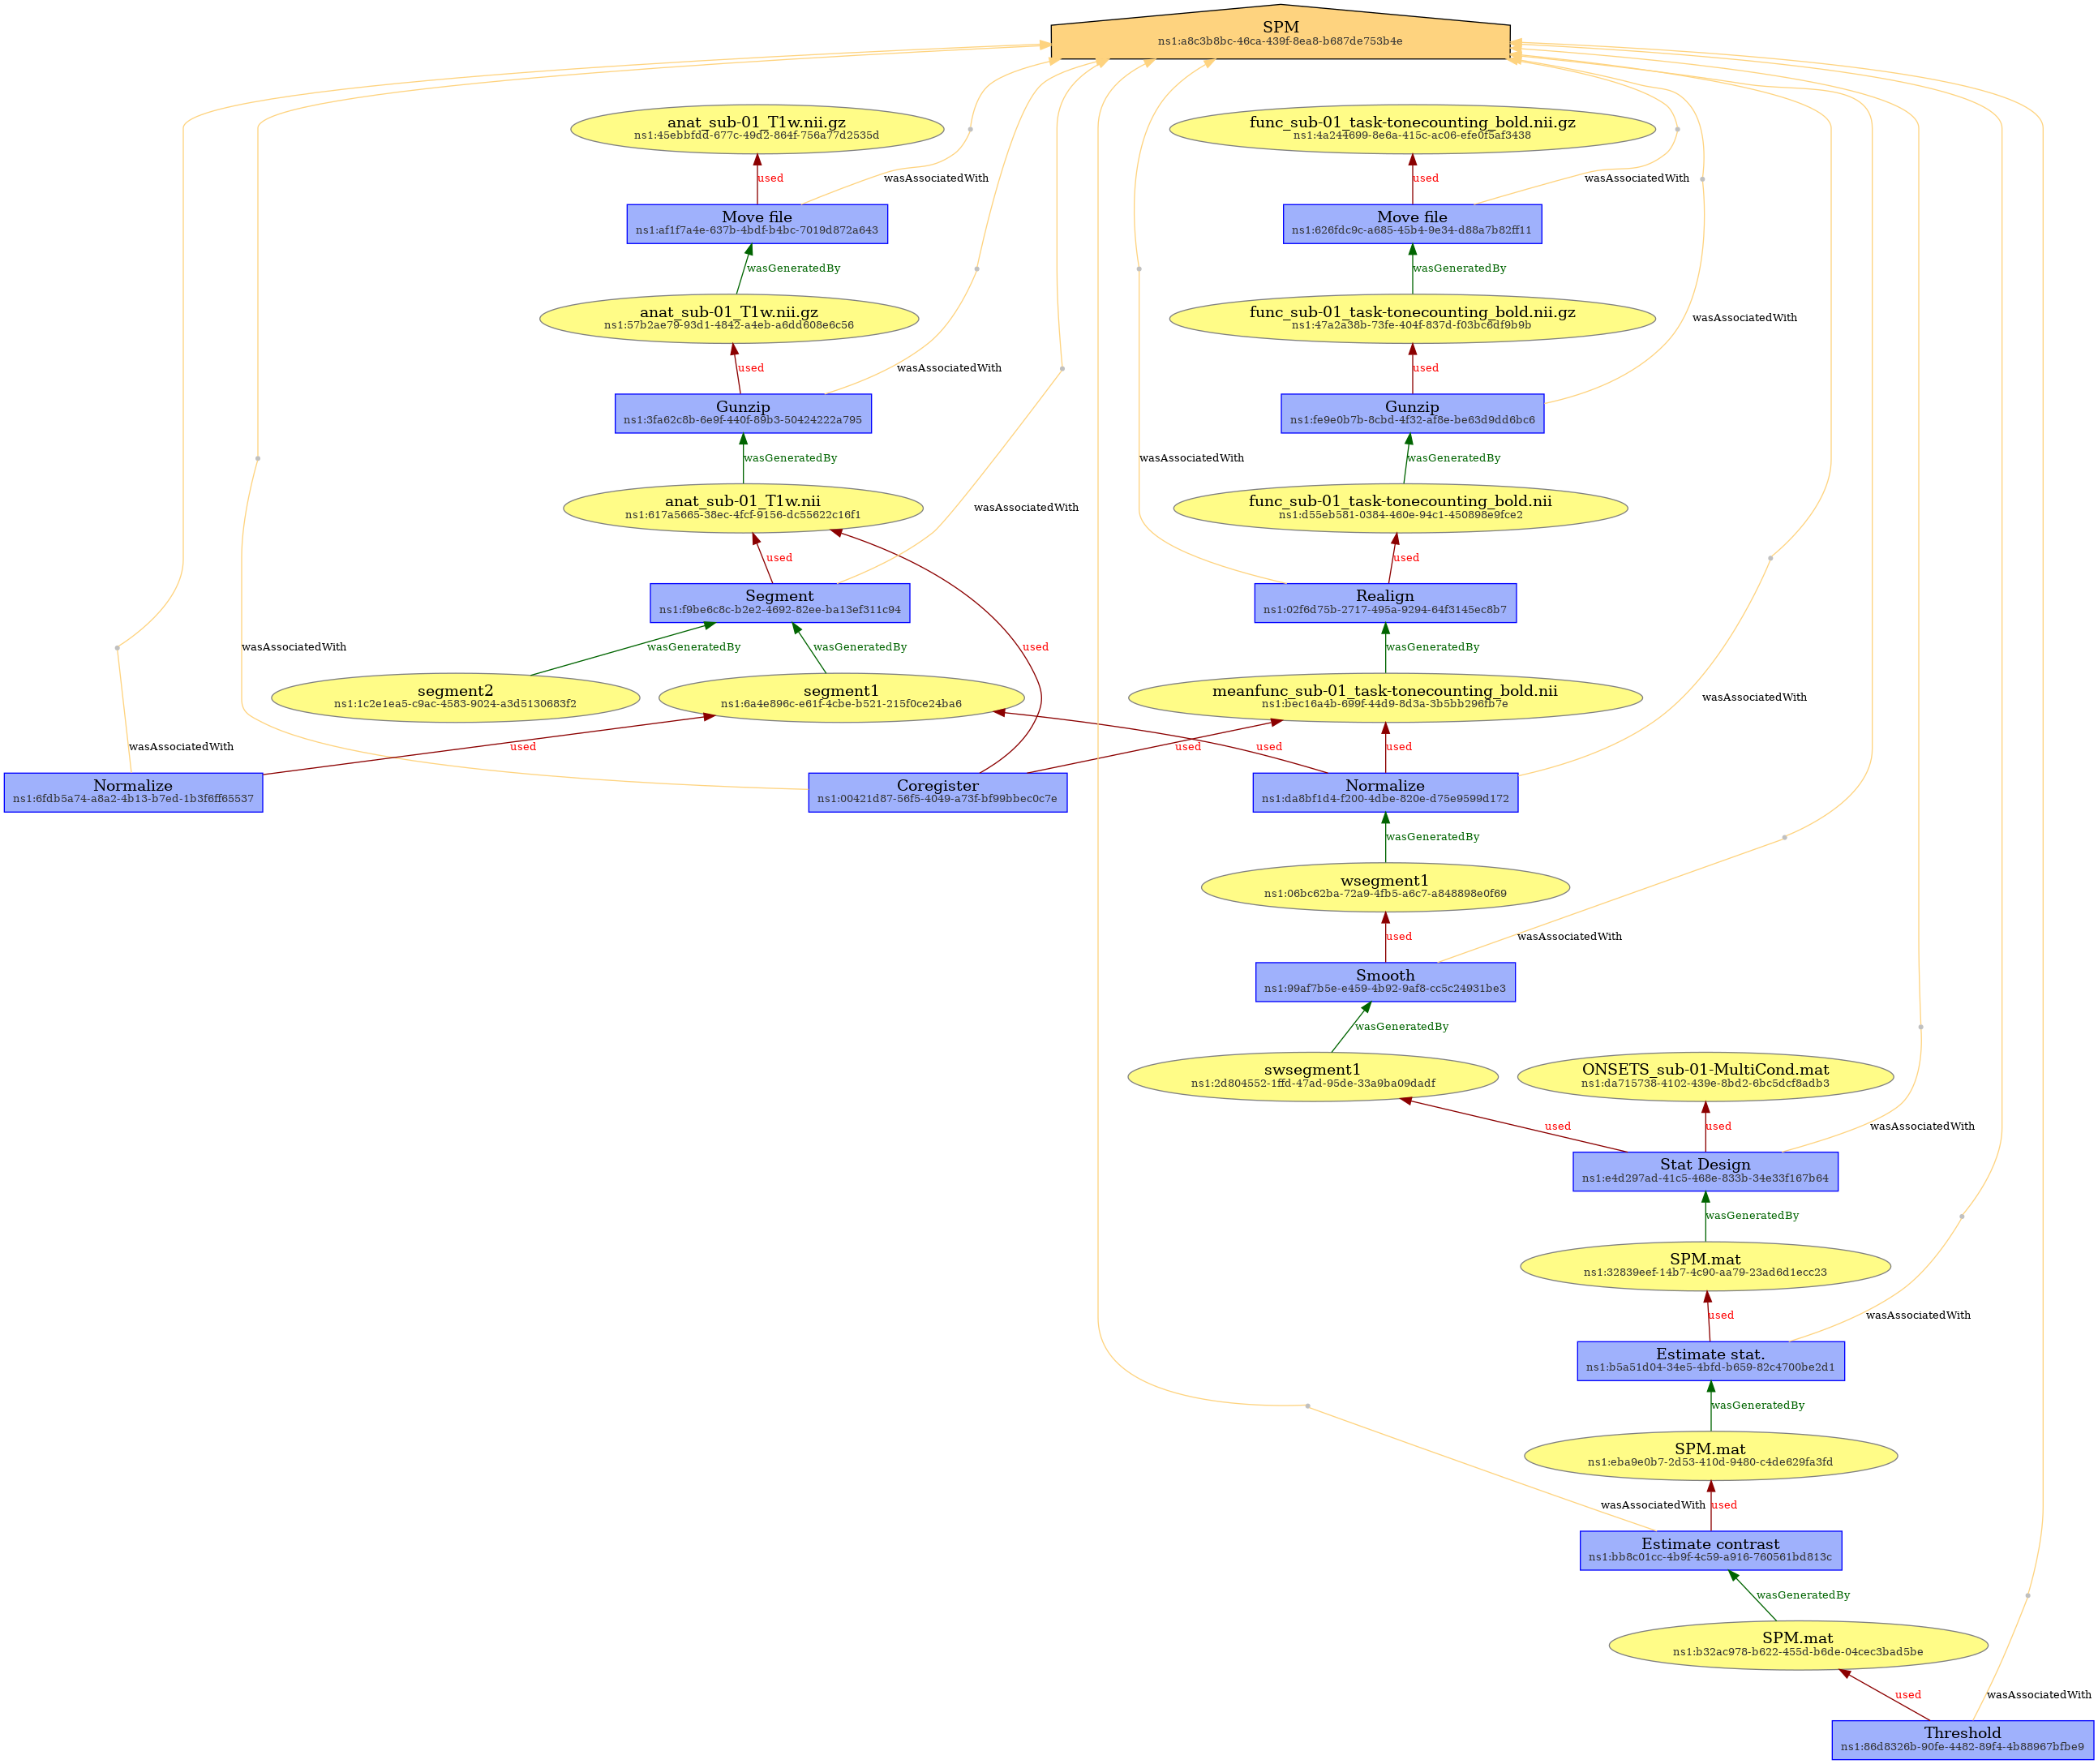 SPM
ns1:a8c3b8bc-46ca-439f-8ea8-b687de753b4e
anat_sub-01_T1w.nii.gz
ns1:45ebbfdd-677c-49d2-864f-756a77d2535d
func_sub-01_task-tonecounting_bold.nii.gz
ns1:4a244699-8e6a-415c-ac06-efe0f5af3438
used
wasAssociatedWith
used
wasAssociatedWith
Move file
ns1:af1f7a4e-637b-4bdf-b4bc-7019d872a643
Move file
ns1:626fdc9c-a685-45b4-9e34-d88a7b82ff11
wasGeneratedBy
wasGeneratedBy
anat_sub-01_T1w.nii.gz
ns1:57b2ae79-93d1-4842-a4eb-a6dd608e6c56
func_sub-01_task-tonecounting_bold.nii.gz
ns1:47a2a38b-73fe-404f-837d-f03bc6df9b9b
wasAssociatedWith
used
wasAssociatedWith
used
Gunzip
ns1:3fa62c8b-6e9f-440f-89b3-50424222a795
Gunzip
ns1:fe9e0b7b-8cbd-4f32-af8e-be63d9dd6bc6
wasGeneratedBy
wasAssociatedWith
wasGeneratedBy
anat_sub-01_T1w.nii
ns1:617a5665-38ec-4fcf-9156-dc55622c16f1
wasAssociatedWith
func_sub-01_task-tonecounting_bold.nii
ns1:d55eb581-0384-460e-94c1-450898e9fce2
used
used
Segment
ns1:f9be6c8c-b2e2-4692-82ee-ba13ef311c94
Realign
ns1:02f6d75b-2717-495a-9294-64f3145ec8b7
wasAssociatedWith
wasGeneratedBy
wasGeneratedBy
used
wasGeneratedBy
segment2
ns1:1c2e1ea5-c9ac-4583-9024-a3d5130683f2
segment1
ns1:6a4e896c-e61f-4cbe-b521-215f0ce24ba6
meanfunc_sub-01_task-tonecounting_bold.nii
ns1:bec16a4b-699f-44d9-8d3a-3b5bb296fb7e
wasAssociatedWith
wasAssociatedWith
used
used
used
used
Normalize
ns1:6fdb5a74-a8a2-4b13-b7ed-1b3f6ff65537
Coregister
ns1:00421d87-56f5-4049-a73f-bf99bbec0c7e
Normalize
ns1:da8bf1d4-f200-4dbe-820e-d75e9599d172
wasGeneratedBy
wsegment1
ns1:06bc62ba-72a9-4fb5-a6c7-a848898e0f69
used
wasAssociatedWith
Smooth
ns1:99af7b5e-e459-4b92-9af8-cc5c24931be3
wasGeneratedBy
swsegment1
ns1:2d804552-1ffd-47ad-95de-33a9ba09dadf
ONSETS_sub-01-MultiCond.mat
ns1:da715738-4102-439e-8bd2-6bc5dcf8adb3
used
used
wasAssociatedWith
Stat Design
ns1:e4d297ad-41c5-468e-833b-34e33f167b64
wasGeneratedBy
SPM.mat
ns1:32839eef-14b7-4c90-aa79-23ad6d1ecc23
used
wasAssociatedWith
Estimate stat.
ns1:b5a51d04-34e5-4bfd-b659-82c4700be2d1
wasGeneratedBy
SPM.mat
ns1:eba9e0b7-2d53-410d-9480-c4de629fa3fd
wasAssociatedWith
used
Estimate contrast
ns1:bb8c01cc-4b9f-4c59-a916-760561bd813c
wasGeneratedBy
SPM.mat
ns1:b32ac978-b622-455d-b6de-04cec3bad5be
used
wasAssociatedWith
Threshold
ns1:86d8326b-90fe-4482-89f4-4b88967bfbe9